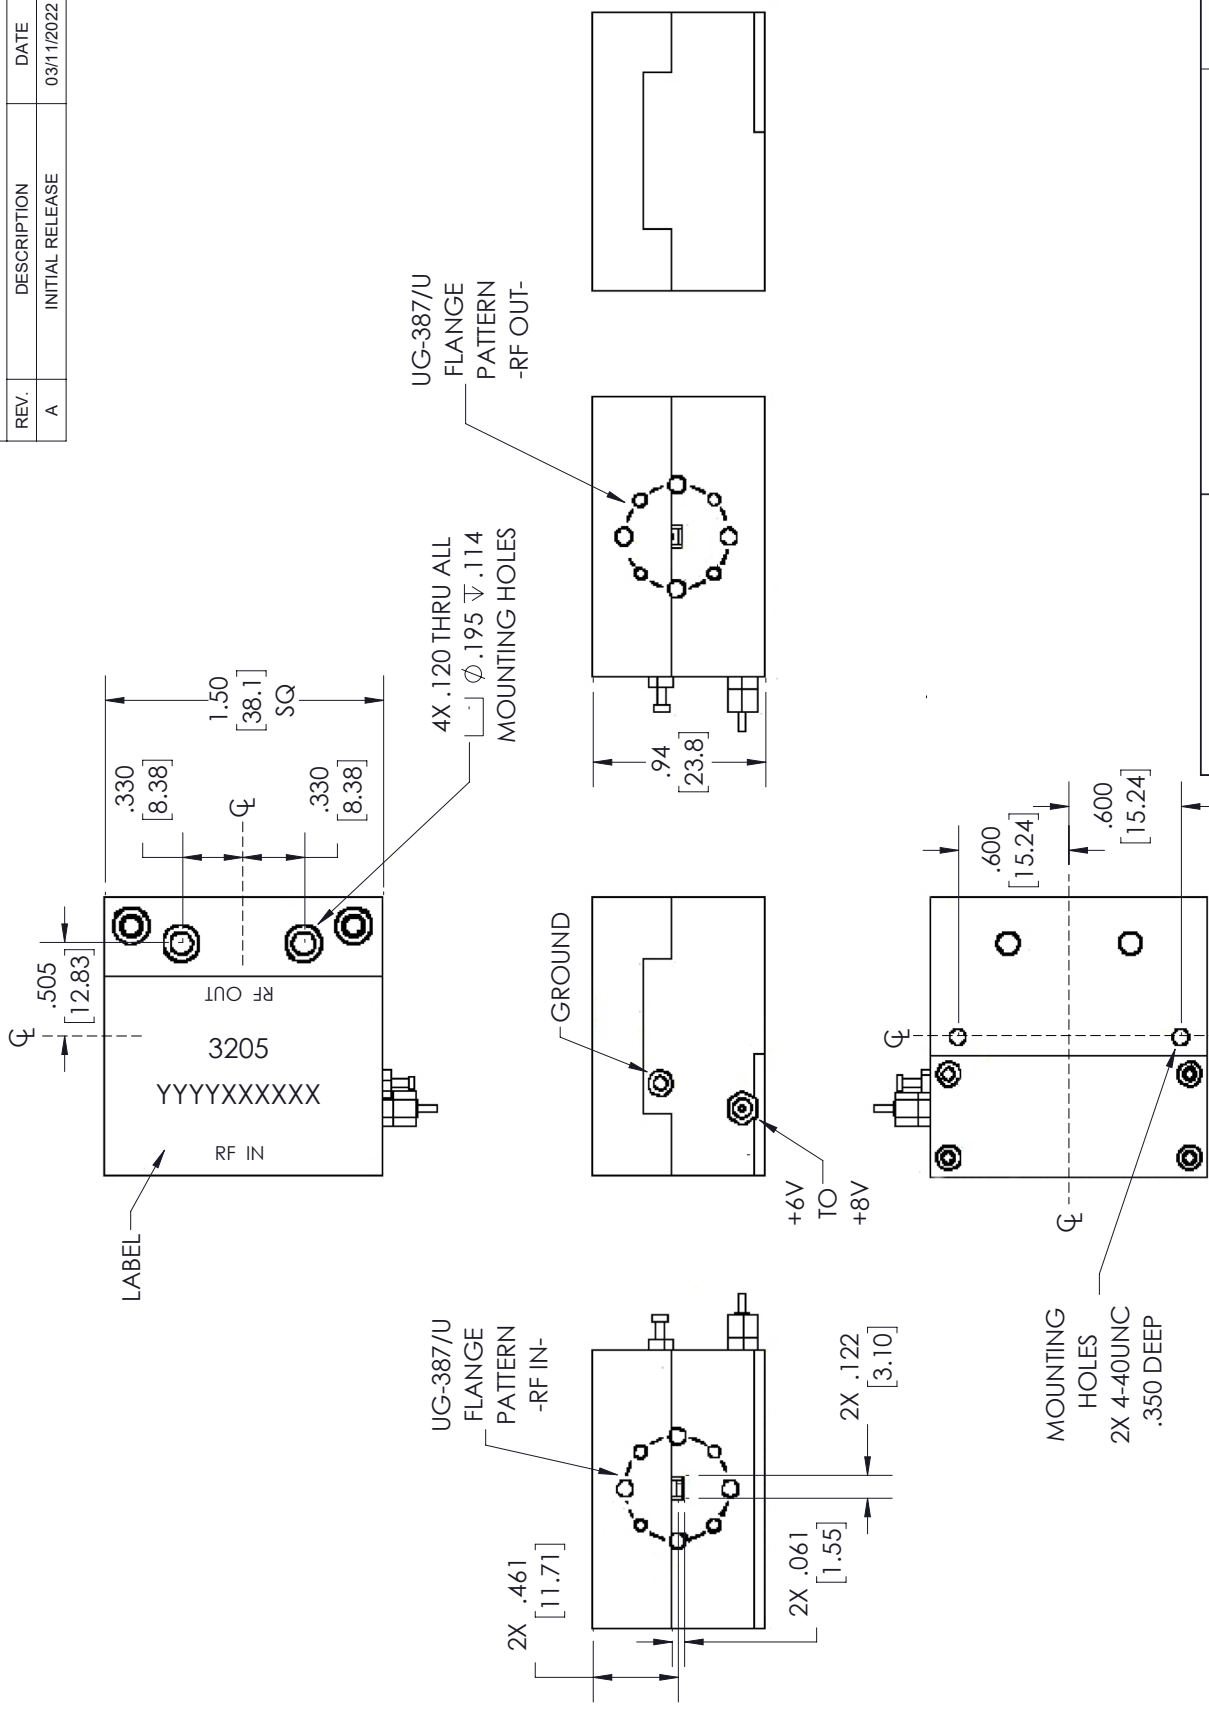 REV.
DESCRIPTION
DATE
A
INITIAL RELEASE
03/11/2022
1.50
[38.1]
SQ
.330
[8.38]
.330
[8.38]
.505
[12.83]
4X .120 THRU ALL
⌴ ∅ .195 ↧ .114
MOUNTING HOLES
RF OUT
3205
YYYYXXXXXX
RF IN
LABEL
UG-387/U
FLANGE
PATTERN
-RF OUT-
.94
[23.8]
GROUND
+6V
TO
+8V
UG-387/U
FLANGE
PATTERN
-RF IN-
2X .461
[11.71]
2X .061
[1.55]
2X .122
[3.10]
.600
[15.24]
.600
[15.24]
MOUNTING
HOLES
2X 4-40UNC
.350 DEEP